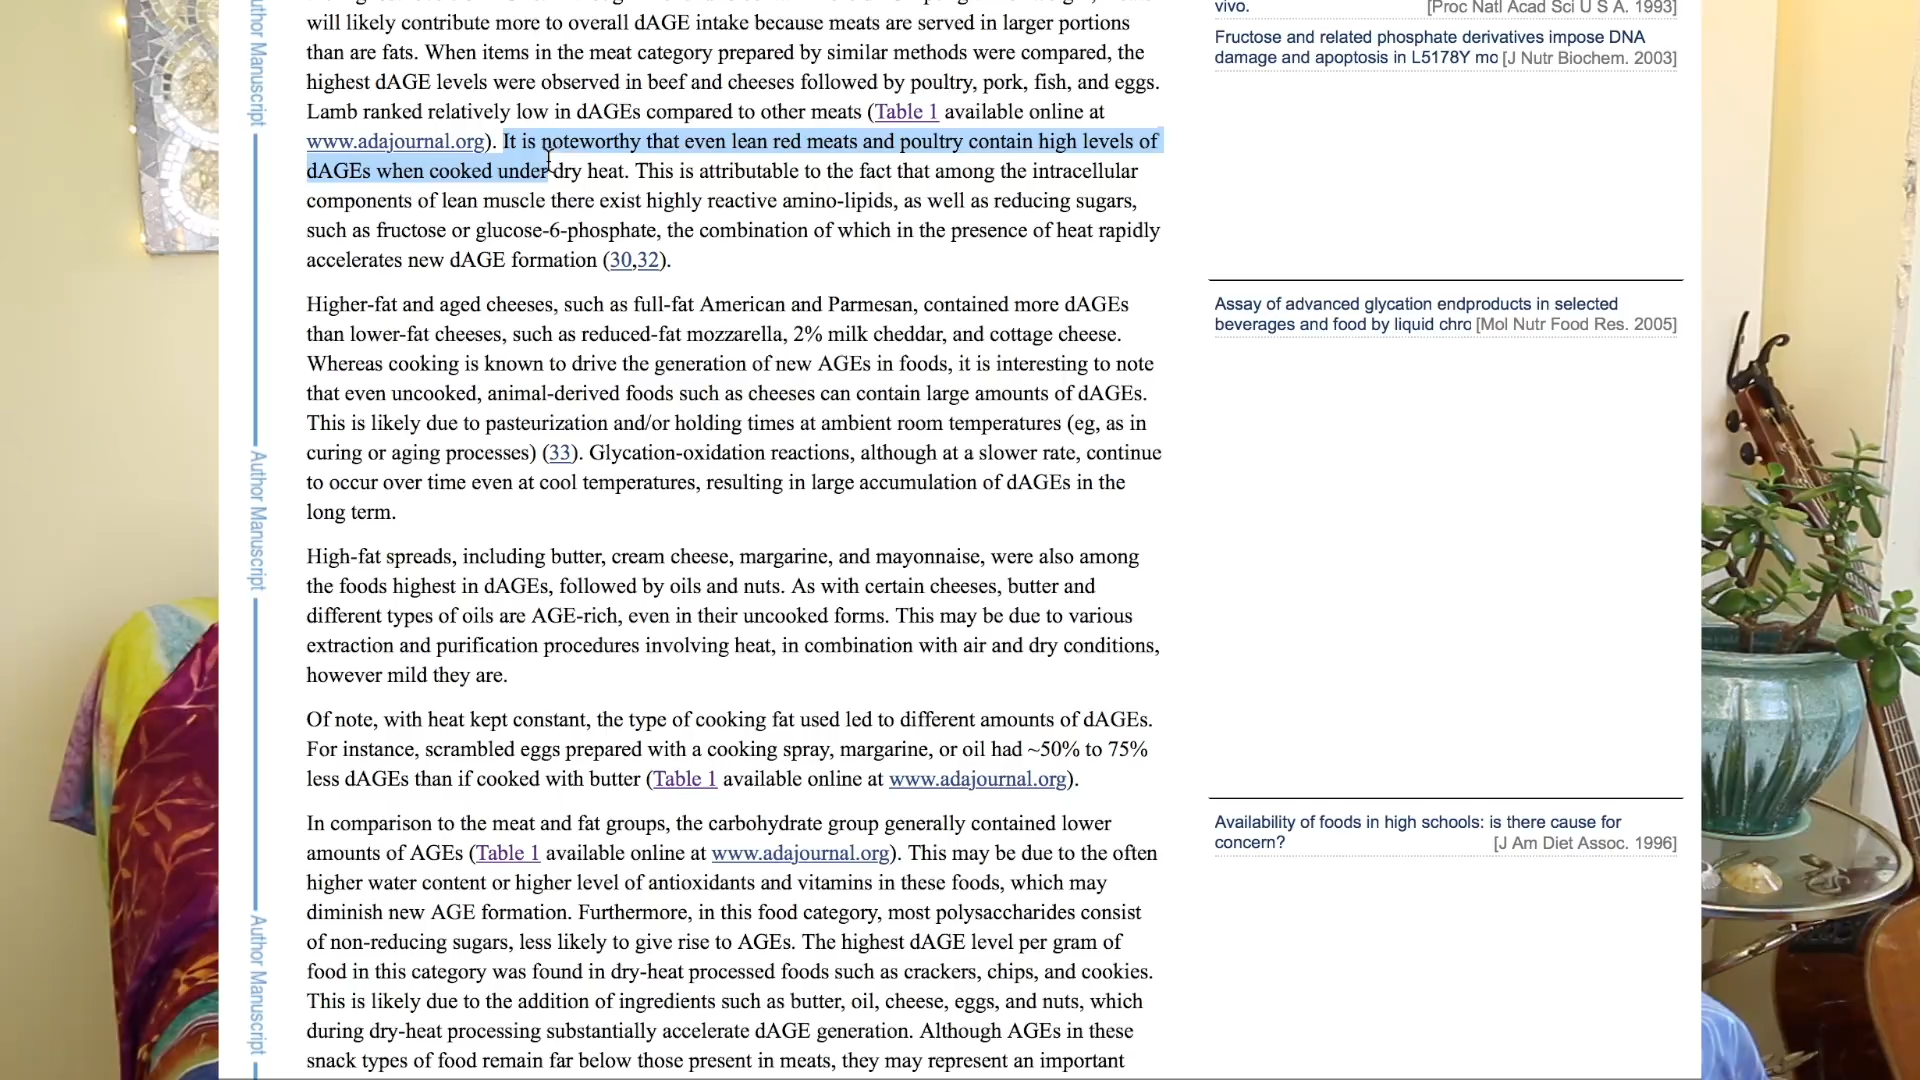 will likely contribute more to overall dAGE intake because meats are served in larger portions
than are fats. When items in the meat category prepared by similar methods were compared, the
highest dAGE levels were observed in beef and cheeses followed by poultry, pork, fish, and eggs.
Lamb ranked relatively low in dAGEs compared to other meats (Table 1 available online at
www.adajournal.org). It is noteworthy that even lean red meats and poultry contain high levels of
dAGEs when cooked under dry heat. This is attributable to the fact that among the intracellular
components of lean muscle there exist highly reactive amino-lipids, as well as reducing sugars,
such as fructose or glucose-6-phosphate, the combination of which in the presence of heat rapidly
accelerates new dAGE formation (30,32).
Higher-fat and aged cheeses, such as full-fat American and Parmesan, contained more dAGEs
than lower-fat cheeses, such as reduced-fat mozzarella, 2% milk cheddar, and cottage cheese.
Whereas cooking is known to drive the generation of new AGEs in foods, it is interesting to note
that even uncooked, animal-derived foods such as cheeses can contain large amounts of dAGEs.
This is likely due to pasteurization and/or holding times at ambient room temperatures (eg, as in
curing or aging processes) (33). Glycation-oxidation reactions, although at a slower rate, continue
to occur over time even at cool temperatures, resulting in large accumulation of dAGEs in the
long term.
High-fat spreads, including butter, cream cheese, margarine, and mayonnaise, were also among
the foods highest in dAGEs, followed by oils and nuts. As with certain cheeses, butter and
different types of oils are AGE-rich, even in their uncooked forms. This may be due to various
extraction and purification procedures involving heat, in combination with air and dry conditions,
however mild they are.
Of note, with heat kept constant, the type of cooking fat used led to different amounts of dAGEs.
For instance, scrambled eggs prepared with a cooking spray, margarine, or oil had ~50% to 75%
less dAGEs than if cooked with butter (Table 1 available online at www.adajournal.org).
In comparison to the meat and fat groups, the carbohydrate group generally contained lower
amounts of AGEs (Table 1 available online at www.adajournal.org). This may be due to the often
higher water content or higher level of antioxidants and vitamins in these foods, which may
diminish new AGE formation. Furthermore, in this food category, most polysaccharides consist
of non-reducing sugars, less likely to give rise to AGEs. The highest dAGE level per gram of
food in this category was found in dry-heat processed foods such as crackers, chips, and cookies.
This is likely due to the addition of ingredients such as butter, oil, cheese, eggs, and nuts, which
during dry-heat processing substantially accelerate dAGE generation. Although AGEs in these
snack types of food remain far below those present in meats, they may represent an important
vivo. [Proc Natl Acad Sci U S A. 1993]
Fructose and related phosphate derivatives impose DNA
damage and apoptosis in L5178Y mo [J Nutr Biochem. 2003]
Assay of advanced glycation endproducts in selected
beverages and food by liquid chro [Mol Nutr Food Res. 2005]
Availability of foods in high schools: is there cause for
concern? [J Am Diet Assoc. 1996]
Author Manuscript
Author Manuscript
Author Manuscript